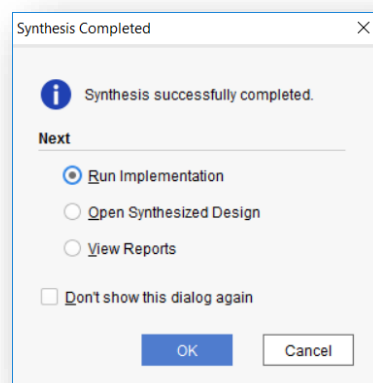 Synthesis Completed
Synthesis successfully completed.
Next
Run Implementation
Open Synthesized Design
View Reports
Don't show this dialog again
OK
Cancel